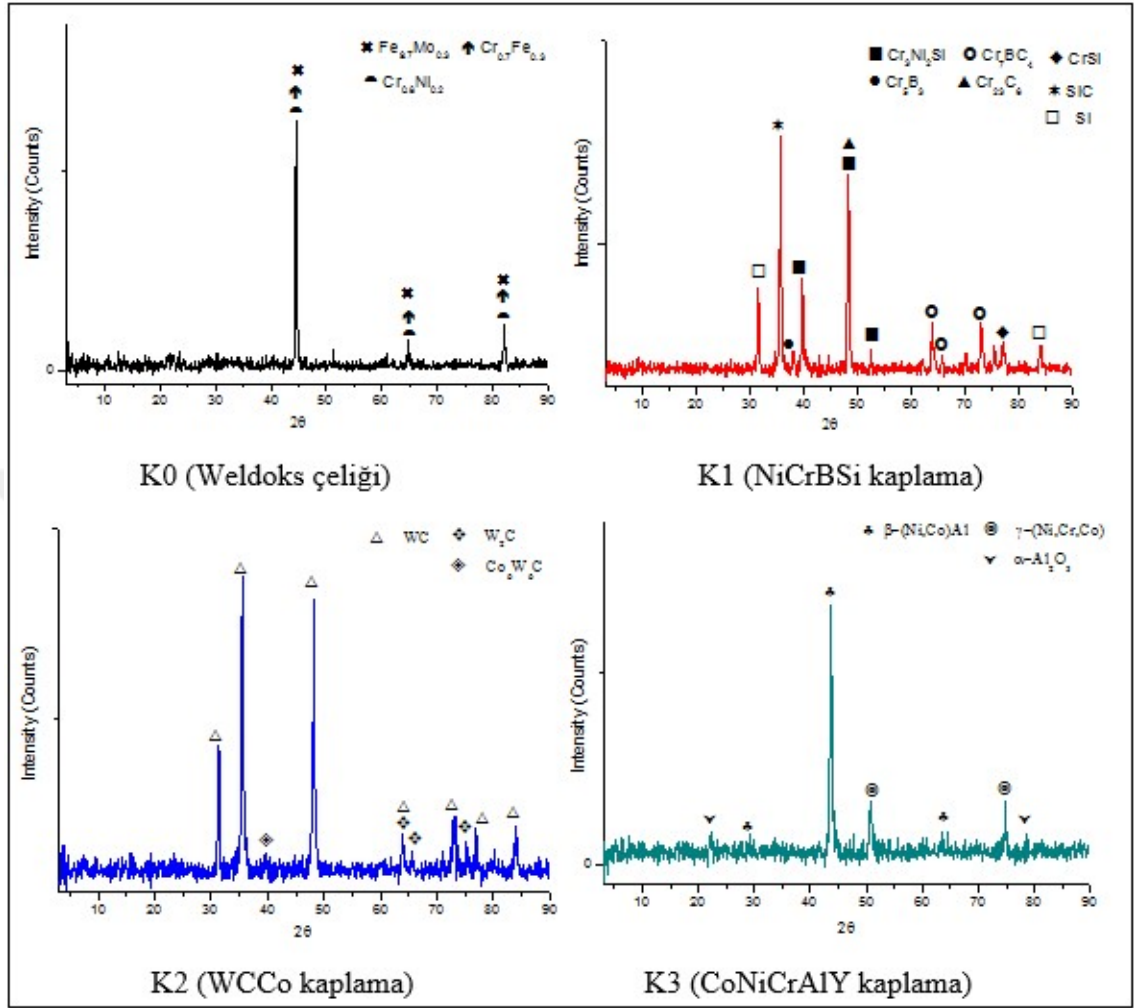 ✖ Fe₉.₇Mo₀.₃ 🡩 Cr₀.₇Fe₀.₃
Cr₀.₈Ni₀.₂
Intensity (Counts)
0
10 20 30 40 50 60 70 80 90
2θ
K0 (Weldoks çeliği)
■ Cr₃Ni₂Si ⭘ Cr₇BC₄ ◆ CrSi
● Cr₅B₃ ▲ Cr₂₃C₆ ✶ SiC
□ Si
Intensity (Counts)
10 20 30 40 50 60 70 80 90
2θ
K1 (NiCrBSi kaplama)
△ WC ❖ W₂C
◈
Intensity (Counts)
10 20 30 40 50 60 70 80 90
2θ
K2 (WCCo kaplama)
♣ β-(Ni,Co)Al ◎ γ-(Ni,Cr,Co)
α-Al₂O₃
Intensity (Counts)
0
10 20 30 40 50 60 70 80 90
2θ
K3 (CoNiCrAlY kaplama)